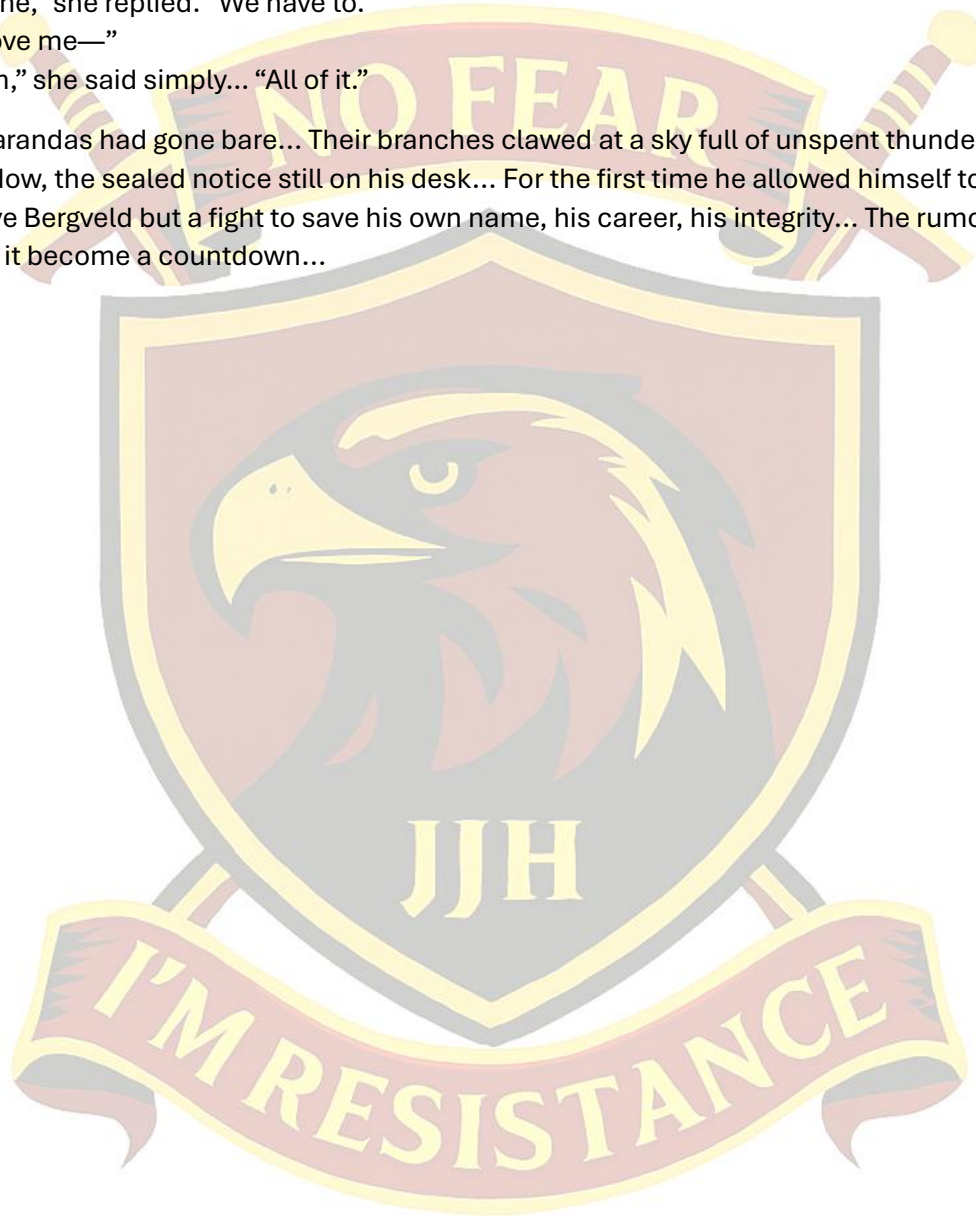 ne,” she replied. “We have to.
ove me—”
n,” she said simply… “All of it.”
arandas had gone bare… Their branches clawed at a sky full of unspent thunde
dow, the sealed notice still on his desk… For the first time he allowed himself to
ve Bergveld but a fight to save his own name, his career, his integrity… The rumo
it become a countdown…
NO FEAR
JJH
I’M RESISTANCE